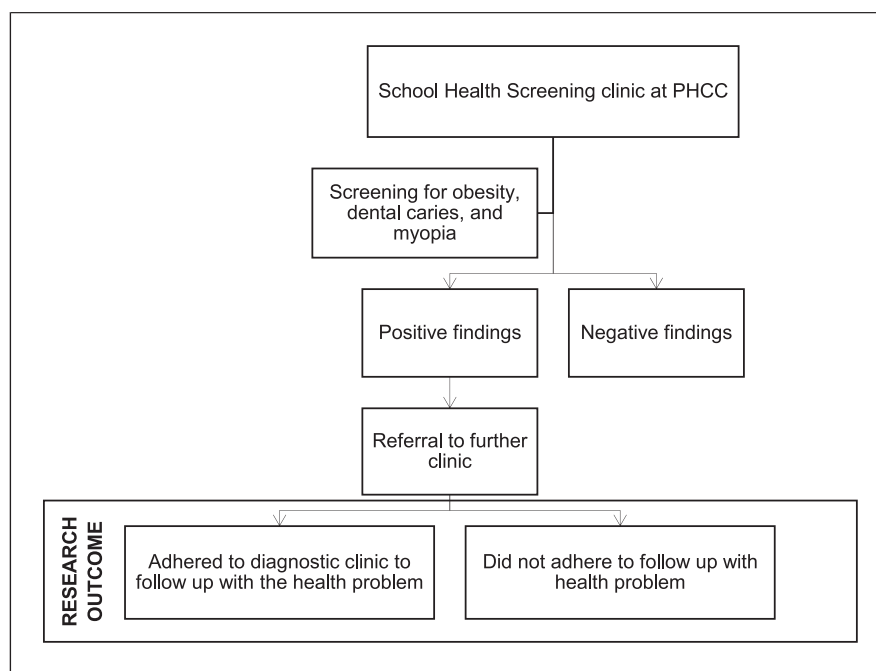 School Health Screening clinic at PHCC
Screening for obesity,
dental caries, and
myopia
Positive findings
Negative findings
Referral to further
clinic
RESEARCH
OUTCOME
Adhered to diagnostic clinic to
follow up with the health problem
Did not adhere to follow up with
health problem